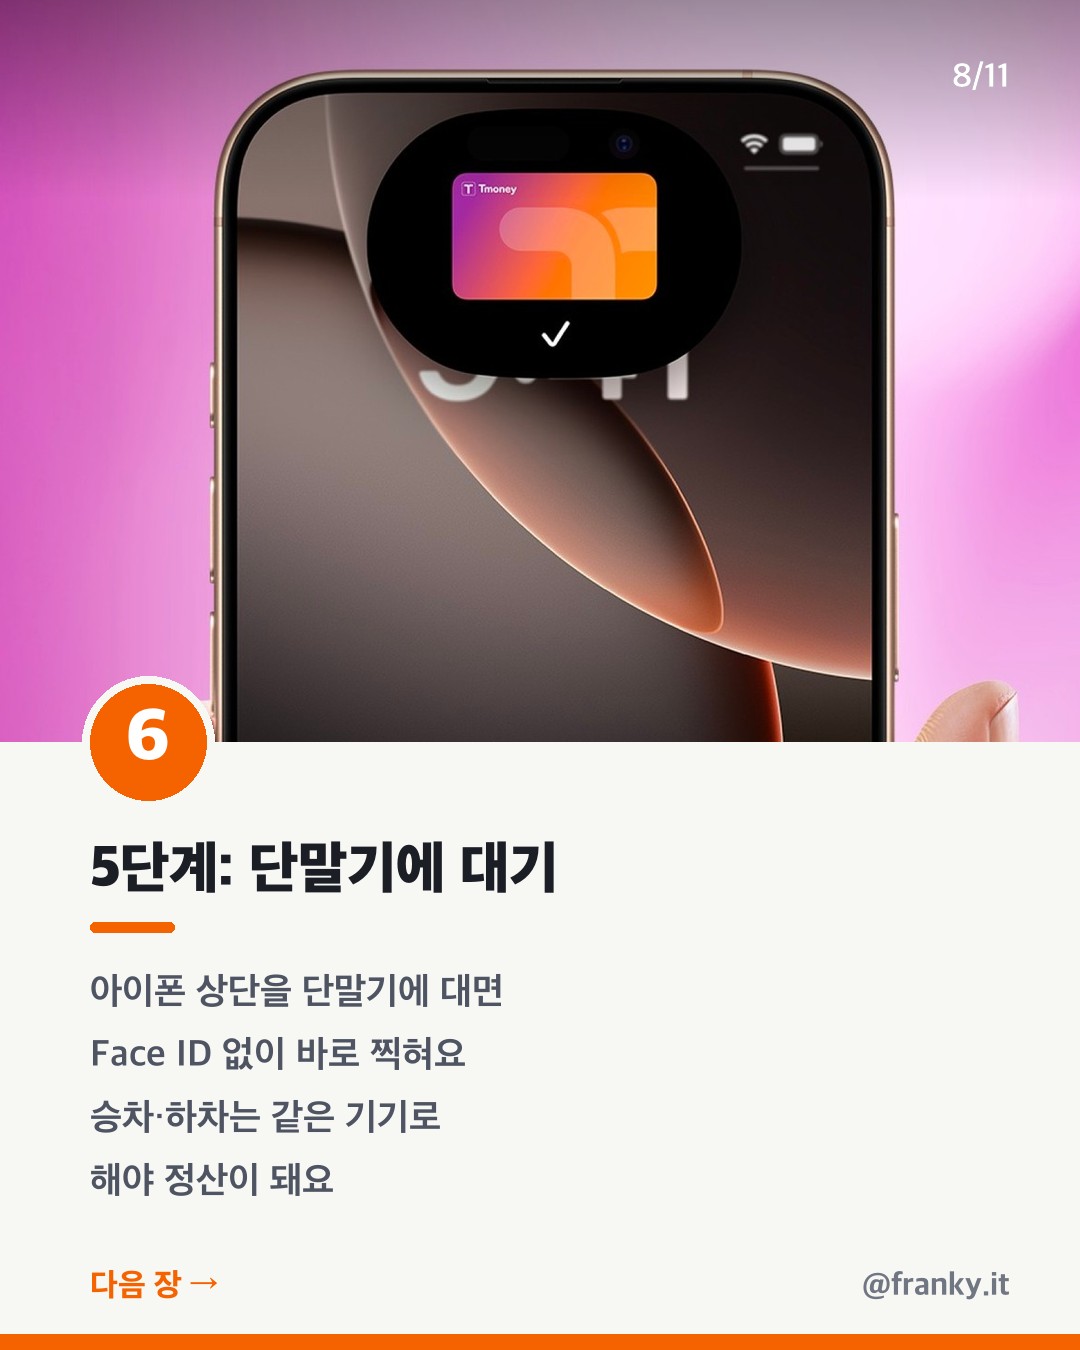 8/11
Tmoney
6
5단계: 단말기에 대기
아이폰 상단을 단말기에 대면
Face ID 없이 바로 찍혀요
승차·하차는 같은 기기로
해야 정산이 돼요
다음 장 →
@franky.it